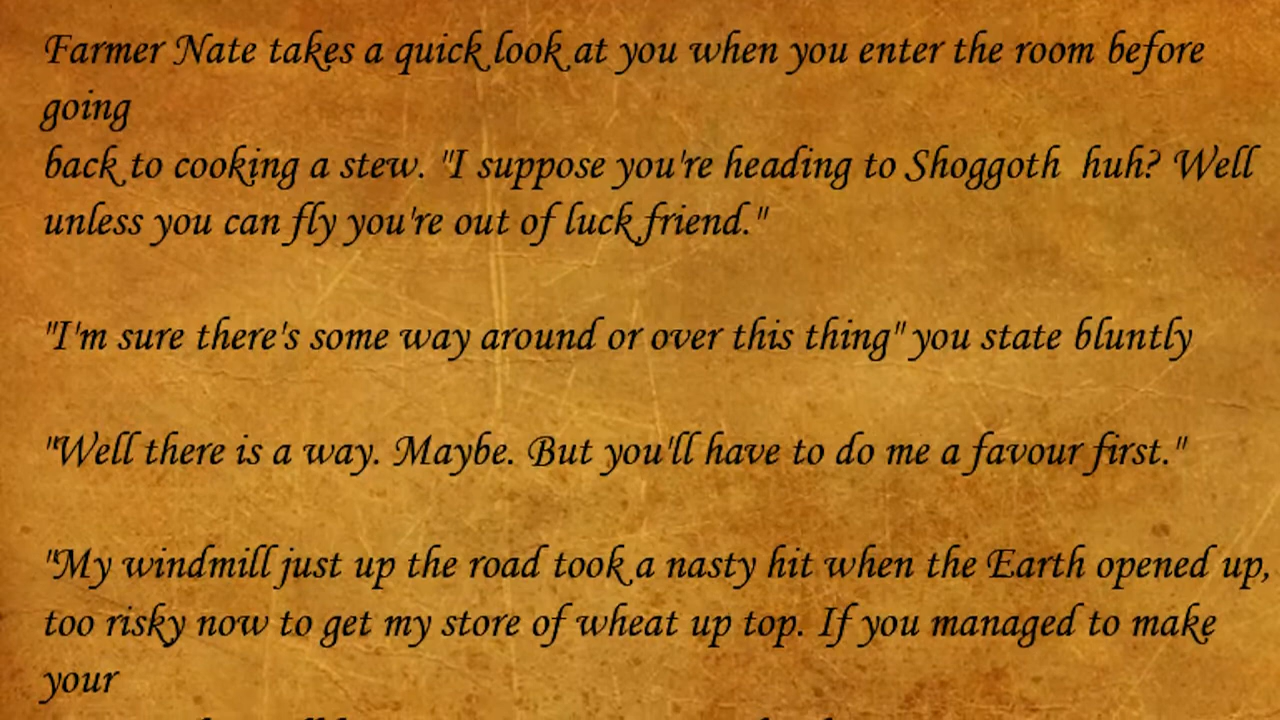 Farmer Nate takes a quick look at you when you enter the room before
going
back to cooking a stew. "I suppose you're heading to Shoggoth  huh? Well
unless you can fly you're out of luck friend."
"I'm sure there's some way around or over this thing" you state bluntly
"Well there is a way. Maybe. But you'll have to do me a favour first."
"My windmill just up the road took a nasty hit when the Earth opened up,
too risky now to get my store of wheat up top. If you managed to make
your